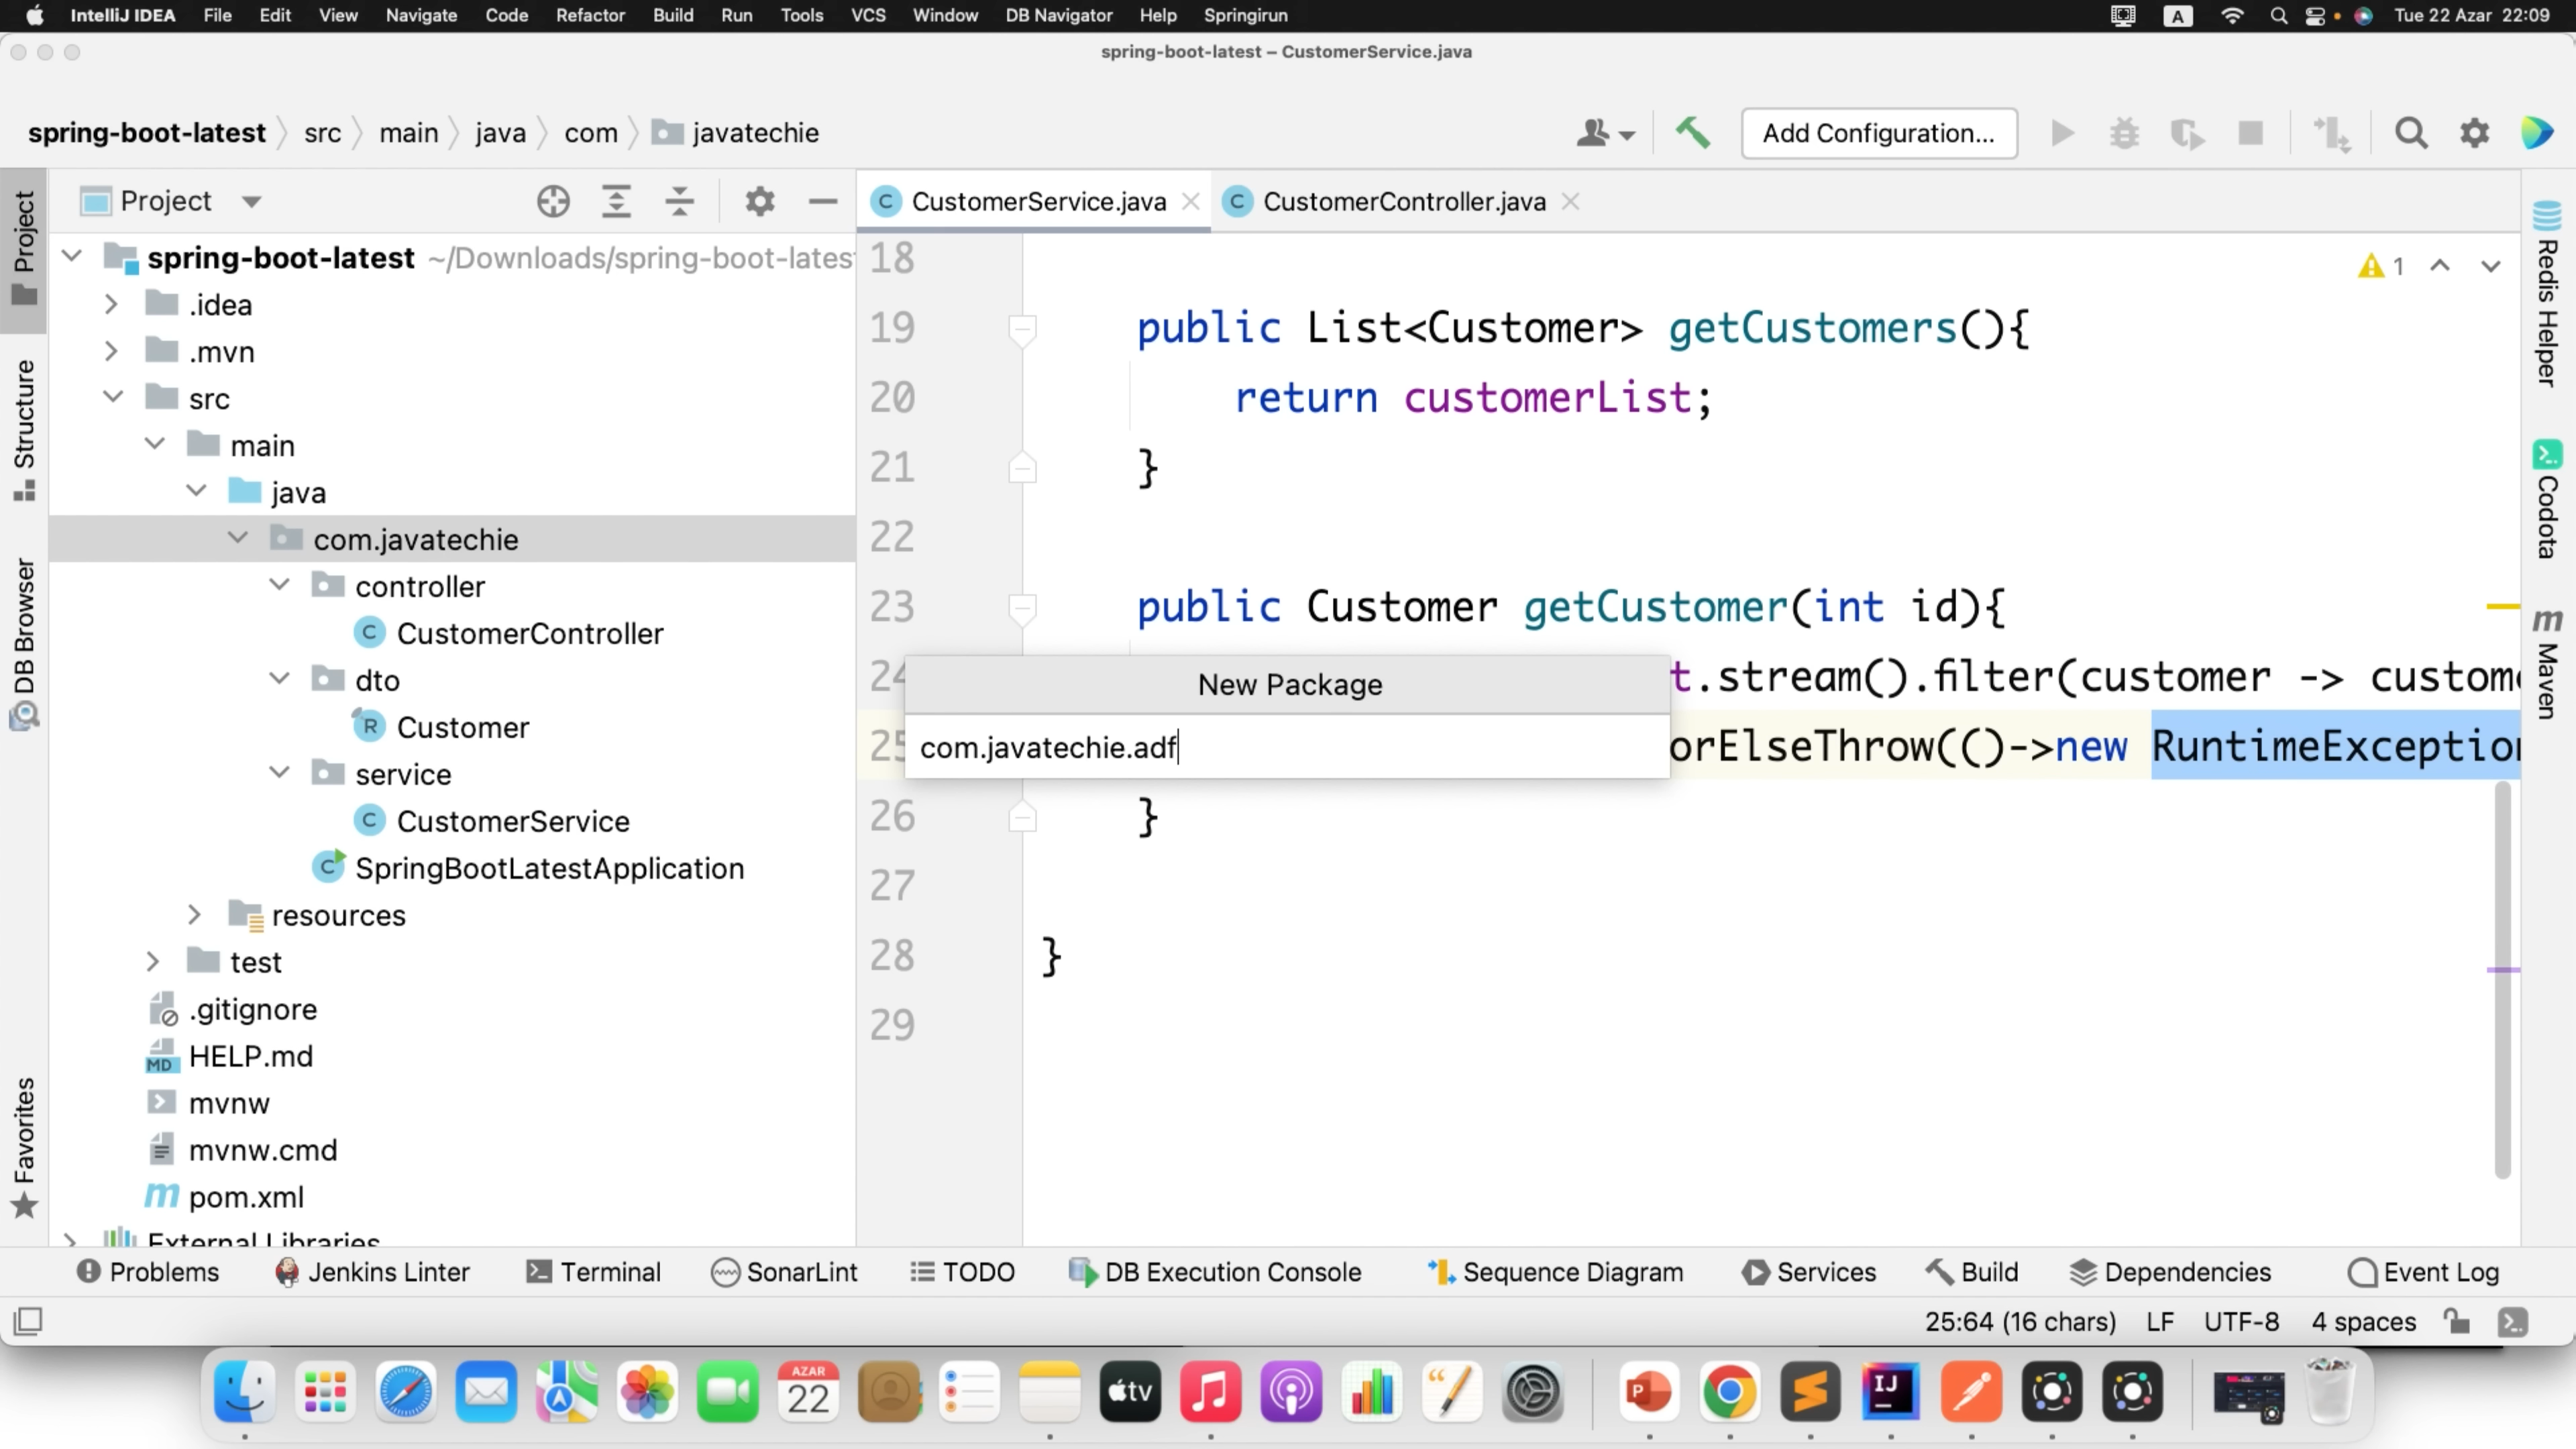 IntelliJ IDEA File Edit View Navigate Code Refactor Build Run Tools VCS Window DB Navigator Help Springirun A Tue 22 Azar 22:09
spring-boot-latest – CustomerService.java
spring-boot-latest src main java com javatechie Add Configuration...
Project
CustomerService.java CustomerController.java
Project
Structure
DB Browser
Favorites
spring-boot-latest ~/Downloads/spring-boot-lates
.idea
.mvn
src
main
java
com.javatechie
controller
CustomerController
dto
Customer
service
CustomerService
SpringBootLatestApplication
resources
test
.gitignore
HELP.md
mvnw
mvnw.cmd
pom.xml
External Libraries
18
19 public List<Customer> getCustomers(){
20 return customerList;
21 }
22
23 public Customer getCustomer(int id){
24 t.stream().filter(customer -> custom
25 orElseThrow(()->new RuntimeException
26 }
27
28 }
29
1
New Package
com.javatechie.adf
Redis Helper
Codota
Maven
Problems Jenkins Linter Terminal SonarLint TODO DB Execution Console Sequence Diagram Services Build Dependencies Event Log
25:64 (16 chars) LF UTF-8 4 spaces
AZAR
22
tv
P
IJ